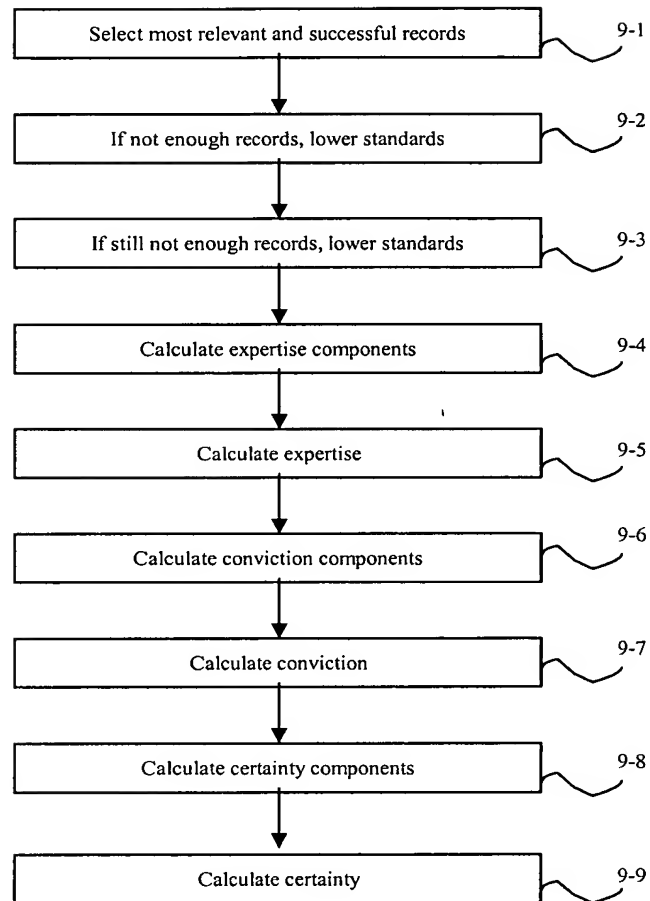 Select most relevant and successful records
9-1
If not enough records, lower standards
9-2
If still not enough records, lower standards
9-3
Calculate expertise components
9-4
Calculate expertise
9-5
Calculate conviction components
9-6
Calculate conviction
9-7
Calculate certainty components
9-8
Calculate certainty
9-9